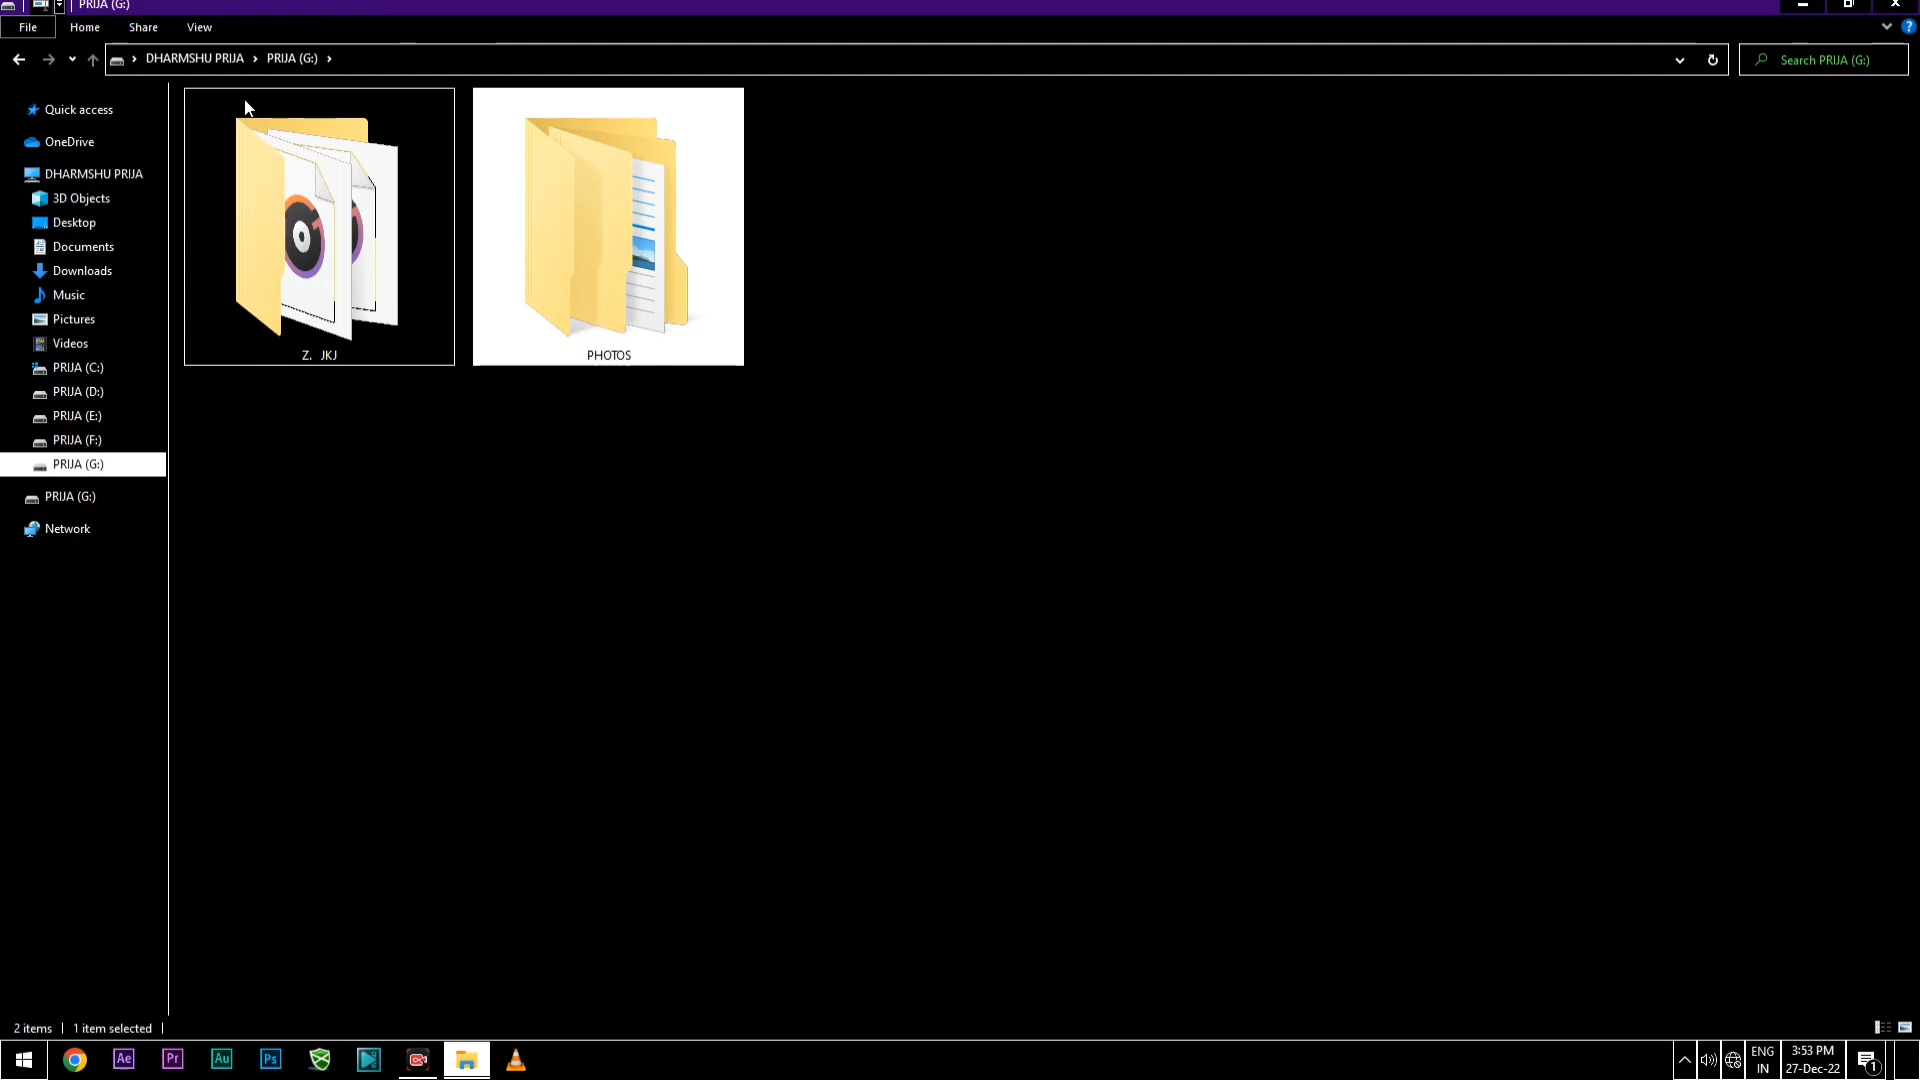 PRIJA (G:)
File Home Share View
DHARMSHU PRIJA PRIJA (G:)
Search PRIJA (G:)
Quick access
OneDrive
DHARMSHU PRIJA
3D Objects
Desktop
Documents
Downloads
Music
Pictures
Videos
PRIJA (C:)
PRIJA (D:)
PRIJA (E:)
PRIJA (F:)
PRIJA (G:)
PRIJA (G:)
Network
Z. JKJ
PHOTOS
2 items 1 item selected
Ae Pr Au Ps
ENG
IN
3:53 PM
27-Dec-22
1